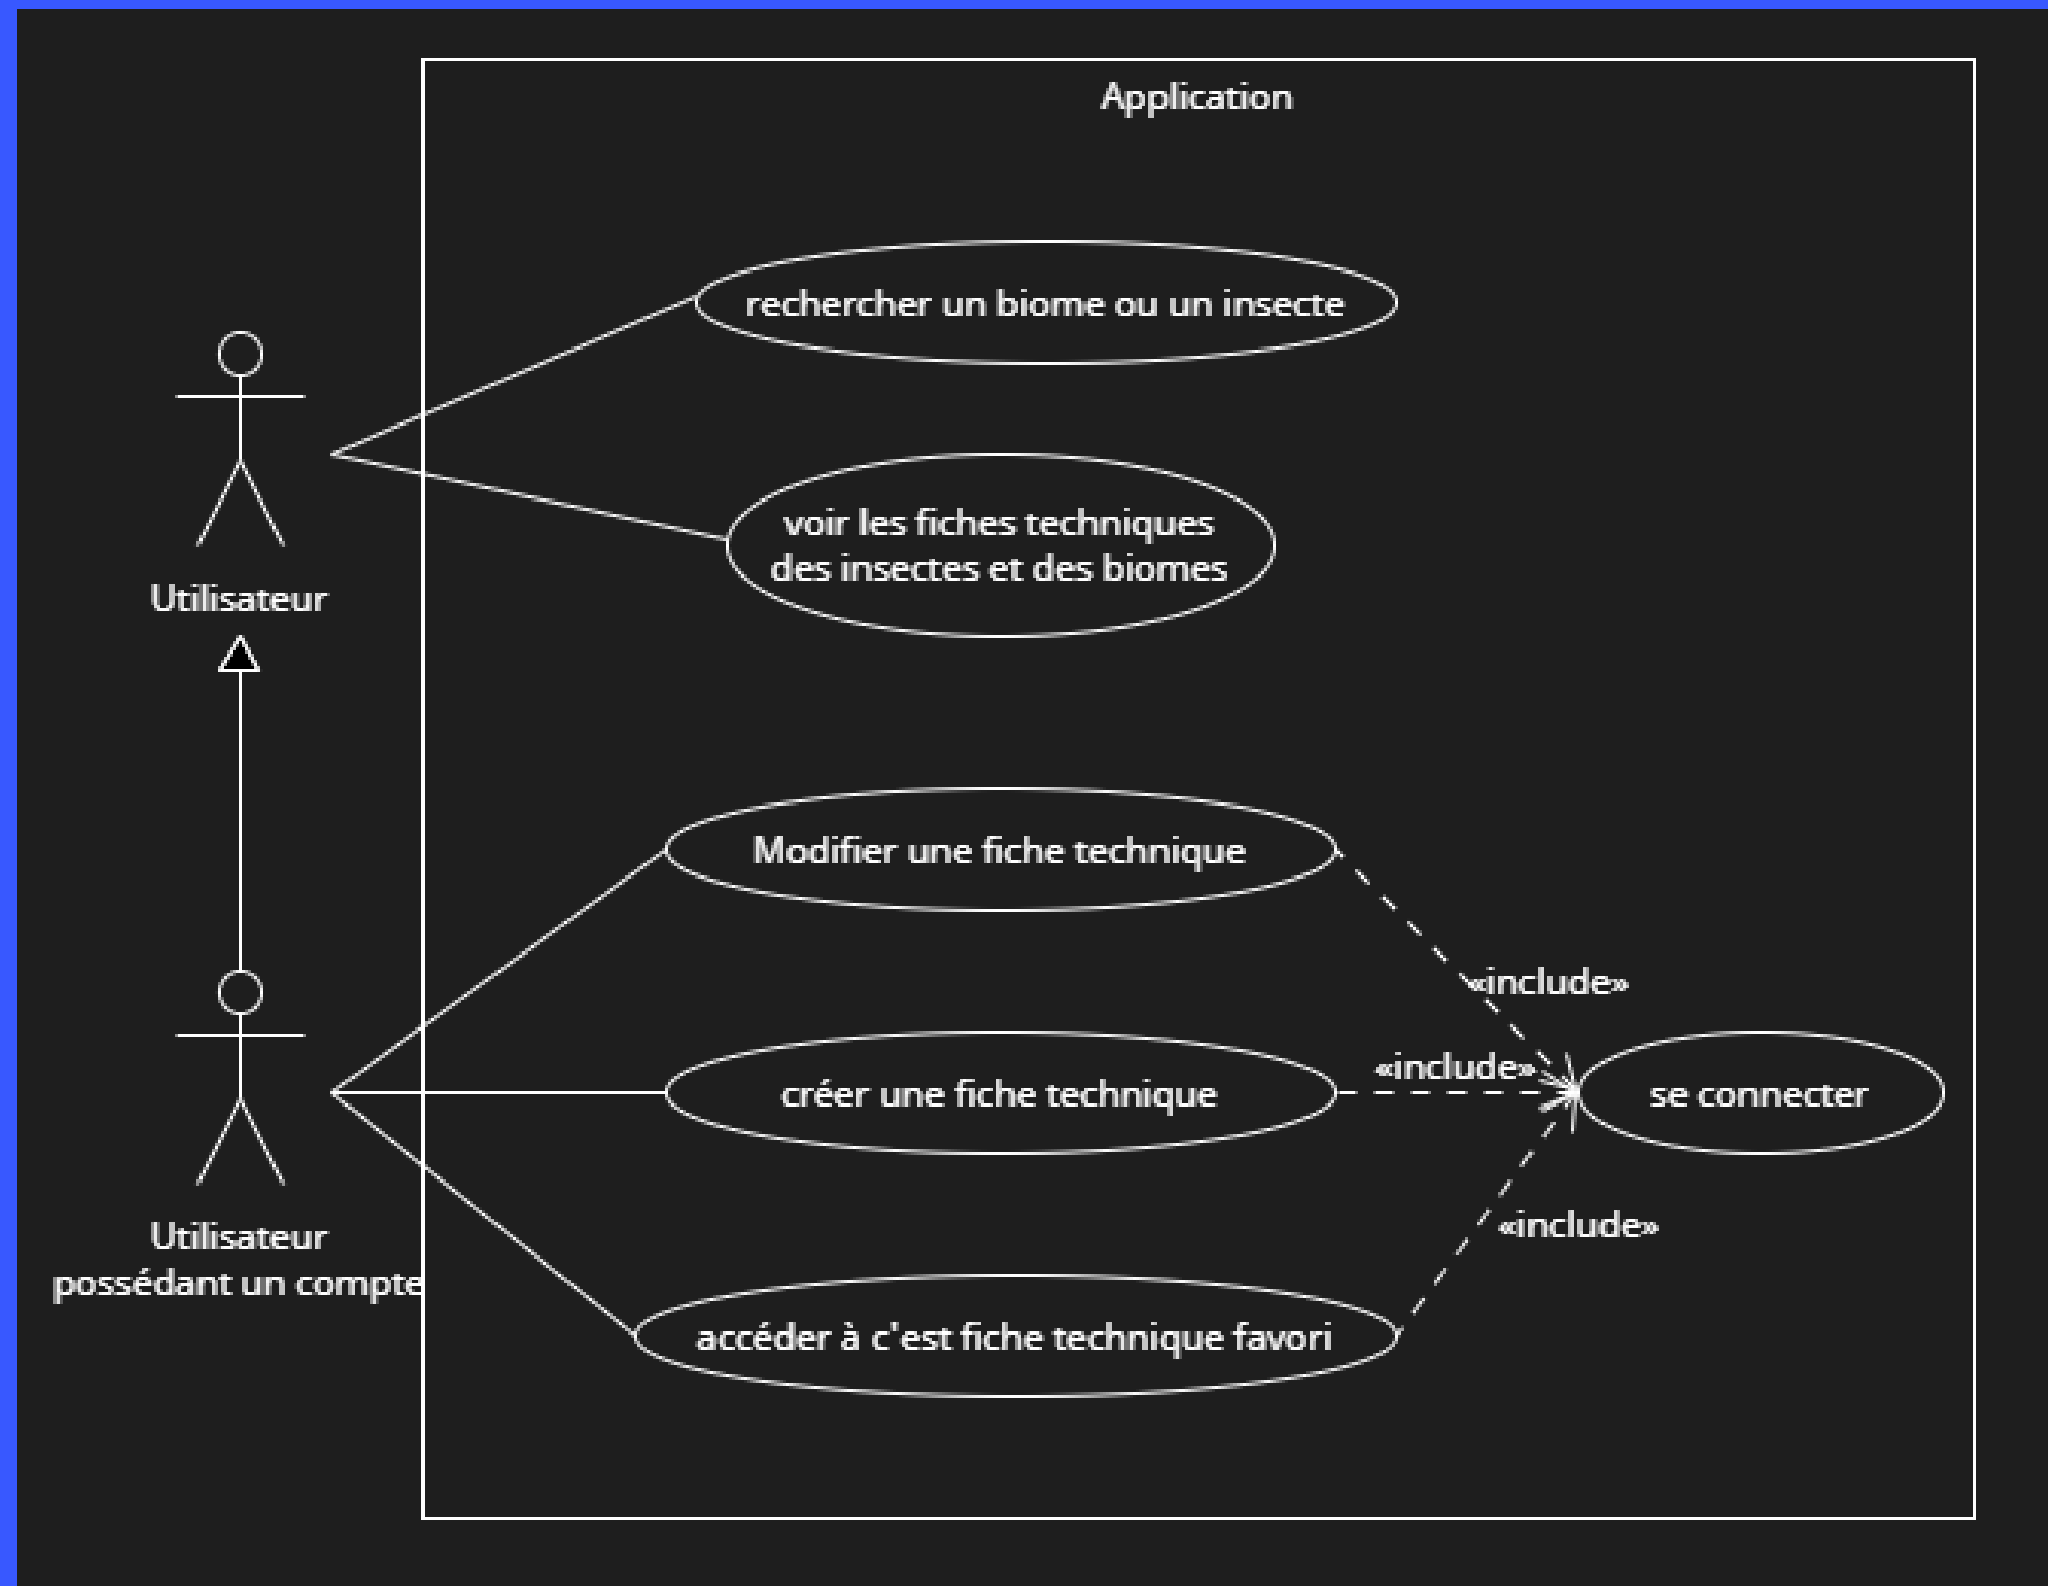 Application
rechercher un biome ou un insecte
voir les fiches techniques
des insectes et des biomes
Utilisateur
Modifier une fiche technique
«include»
«include»
créer une fiche technique
se connecter
«include»
Utilisateur
possédant un compte
accéder à c'est fiche technique favori